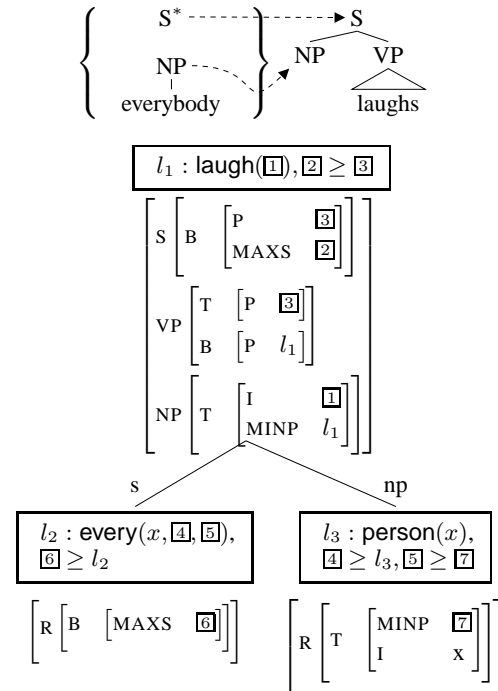 S* S
NP VP
NP
everybody laughs
l₁ : laugh(1), 2 ≥ 3
P 3
S B
MAXS 2
T P 3
VP
B P l₁
I 1
NP T
MINP l₁
s np
l₂ : every(x, 4, 5),
6 ≥ l₂
l₃ : person(x),
4 ≥ l₃, 5 ≥ 7
R B MAXS 6
MINP 7
R T
I x